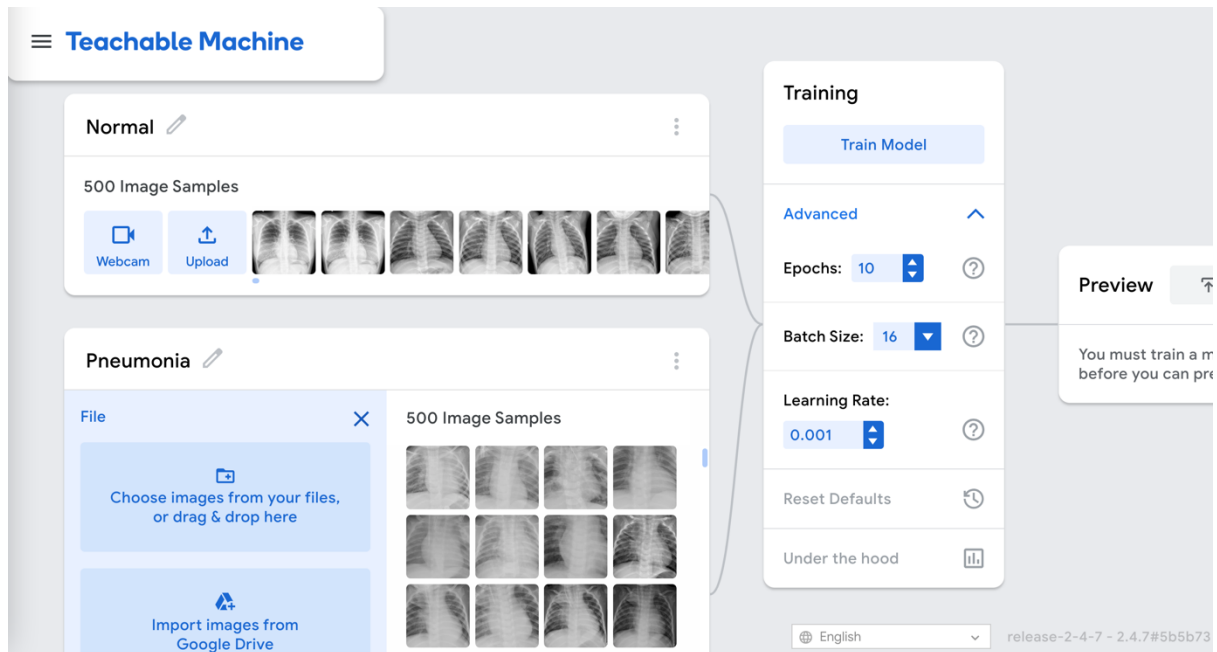 Teachable Machine
Normal
500 Image Samples
Webcam
Upload
Pneumonia
File
Choose images from your files,
or drag & drop here
Import images from
Google Drive
500 Image Samples
Training
Train Model
Advanced
Epochs: 10
Batch Size: 16
Learning Rate:
0.001
Reset Defaults
Under the hood
Preview
You must train a m
before you can pre
English
release-2-4-7 - 2.4.7#5b5b73